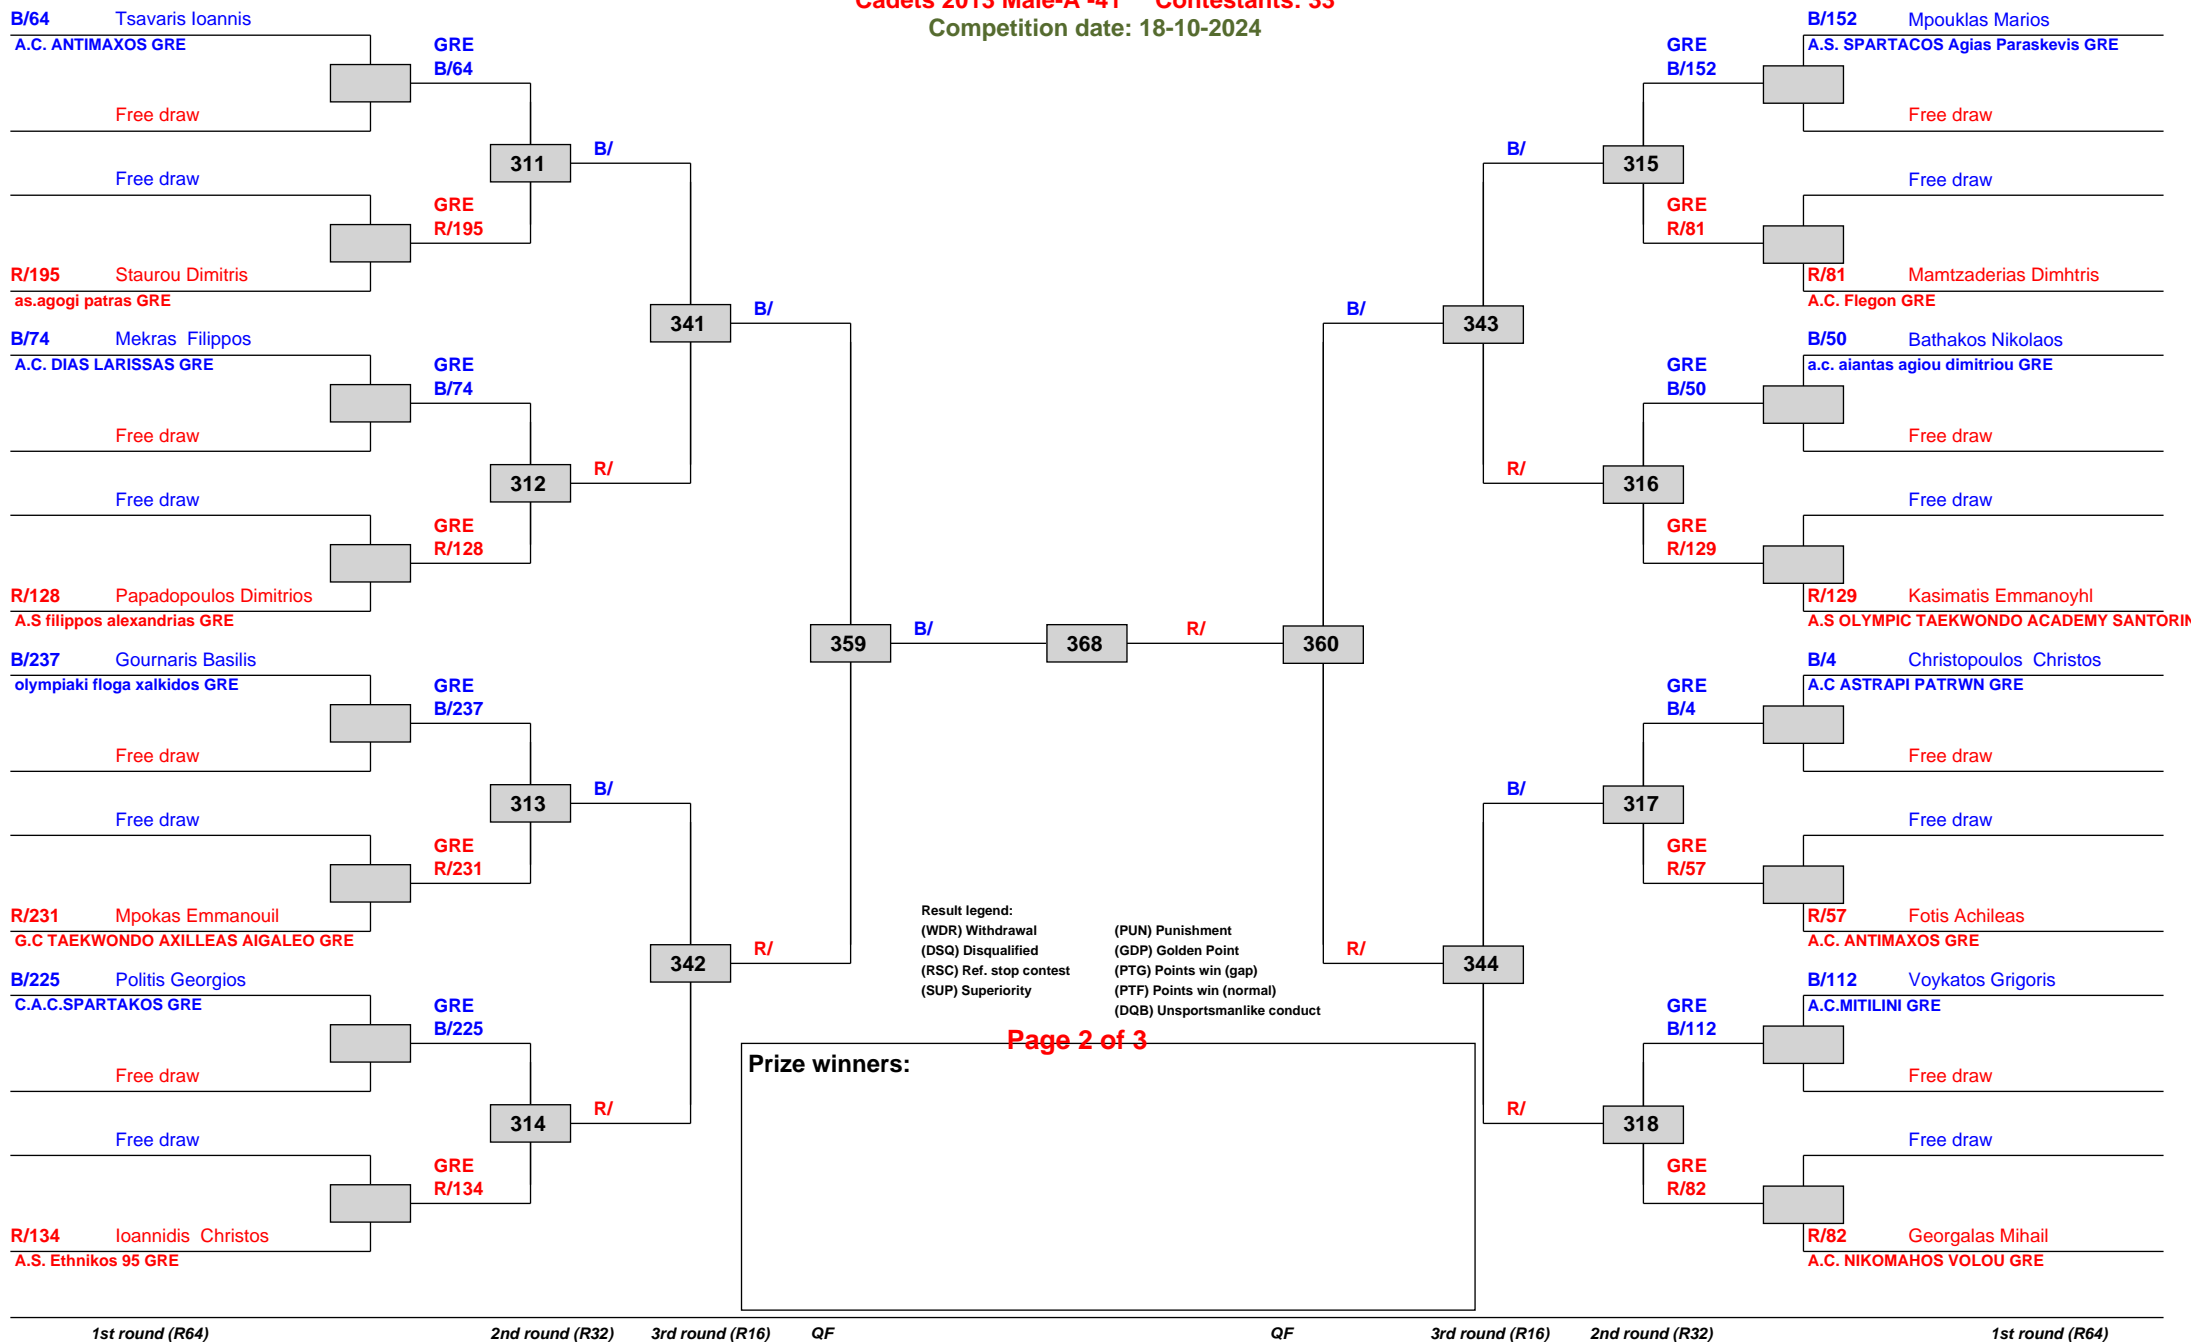 Cadets 2013 Male-A -41 Contestants: 33
Competition date: 18-10-2024
B/64 Tsavaris Ioannis
A.C. ANTIMAXOS GRE
GRE
B/64
Free draw
311
B/
Free draw
GRE
R/195
R/195 Staurou Dimitris
as.agogi patras GRE
341
B/
B/74 Mekras Filippos
A.C. DIAS LARISSAS GRE
GRE
B/74
Free draw
312
R/
Free draw
GRE
R/128
R/128 Papadopoulos Dimitrios
A.S filippos alexandrias GRE
359
B/
368
R/
360
B/237 Gournaris Basilis
olympiaki floga xalkidos GRE
GRE
B/237
Free draw
313
B/
Free draw
GRE
R/231
R/231 Mpokas Emmanouil
G.C TAEKWONDO AXILLEAS AIGALEO GRE
342
R/
B/225 Politis Georgios
C.A.C.SPARTAKOS GRE
GRE
B/225
Free draw
314
R/
Free draw
GRE
R/134
R/134 Ioannidis Christos
A.S. Ethnikos 95 GRE
B/152 Mpouklas Marios
A.S. SPARTACOS Agias Paraskevis GRE
GRE
B/152
Free draw
B/
315
Free draw
GRE
R/81
R/81 Mamtzaderias Dimhtris
A.C. Flegon GRE
B/
343
B/50 Bathakos Nikolaos
a.c. aiantas agiou dimitriou GRE
GRE
B/50
Free draw
R/
316
Free draw
GRE
R/129
R/129 Kasimatis Emmanoyhl
A.S OLYMPIC TAEKWONDO ACADEMY SANTORIN
B/4 Christopoulos Christos
A.C ASTRAPI PATRWN GRE
GRE
B/4
Free draw
B/
317
Free draw
GRE
R/57
R/57 Fotis Achileas
A.C. ANTIMAXOS GRE
R/
344
B/112 Voykatos Grigoris
A.C.MITILINI GRE
GRE
B/112
Free draw
R/
318
Free draw
GRE
R/82
R/82 Georgalas Mihail
A.C. NIKOMAHOS VOLOU GRE
Result legend:
(WDR) Withdrawal (PUN) Punishment
(DSQ) Disqualified (GDP) Golden Point
(RSC) Ref. stop contest (PTG) Points win (gap)
(SUP) Superiority (PTF) Points win (normal)
(DQB) Unsportsmanlike conduct
Page 2 of 3
Prize winners:
1st round (R64) 2nd round (R32) 3rd round (R16) QF QF 3rd round (R16) 2nd round (R32) 1st round (R64)